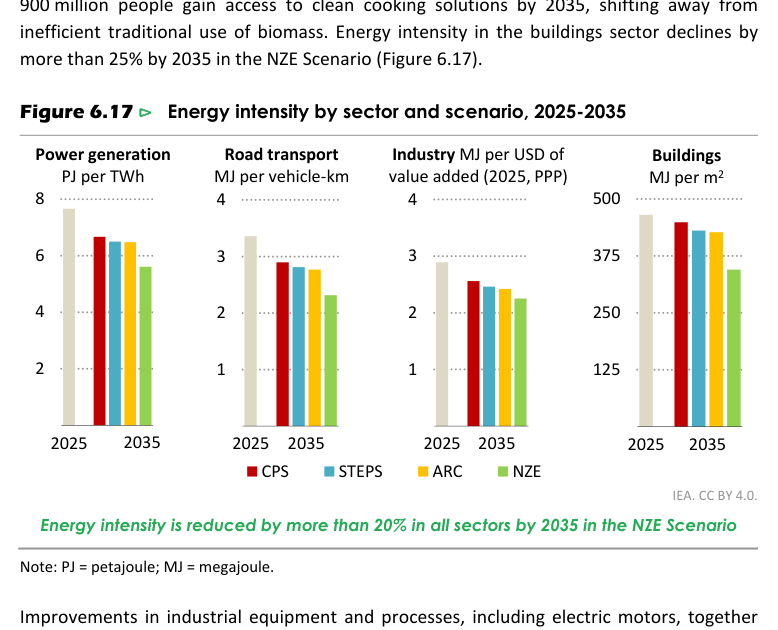 900 million people gain access to clean cooking solutions by 2035, shifting away from
inefficient traditional use of biomass. Energy intensity in the buildings sector declines by
more than 25% by 2035 in the NZE Scenario (Figure 6.17).
Figure 6.17 ▻ Energy intensity by sector and scenario, 2025-2035
Power generation
PJ per TWh
8
6
4
2
2025 2035
Road transport
MJ per vehicle-km
4
3
2
1
2025 2035
Industry MJ per USD of
value added (2025, PPP)
4
3
2
1
2025 2035
Buildings
MJ per m²
500
375
250
125
2025 2035
CPS STEPS ARC NZE
IEA. CC BY 4.0.
Energy intensity is reduced by more than 20% in all sectors by 2035 in the NZE Scenario
Note: PJ = petajoule; MJ = megajoule.
Improvements in industrial equipment and processes, including electric motors, together